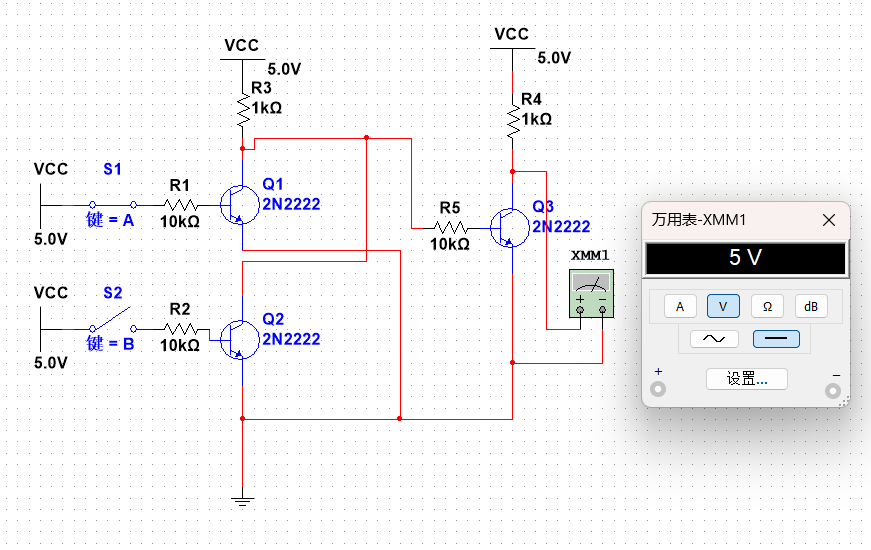 VCC
5.0V
R3
1kΩ
VCC
5.0V
R4
1kΩ
VCC
S1
R1
Q1
2N2222
键 = A
10kΩ
5.0V
R5
10kΩ
Q3
2N2222
XMM1
+ −
VCC
S2
R2
Q2
2N2222
键 = B
10kΩ
5.0V
万用表-XMM1
5 V
A
V
Ω
dB
设置...
+
−